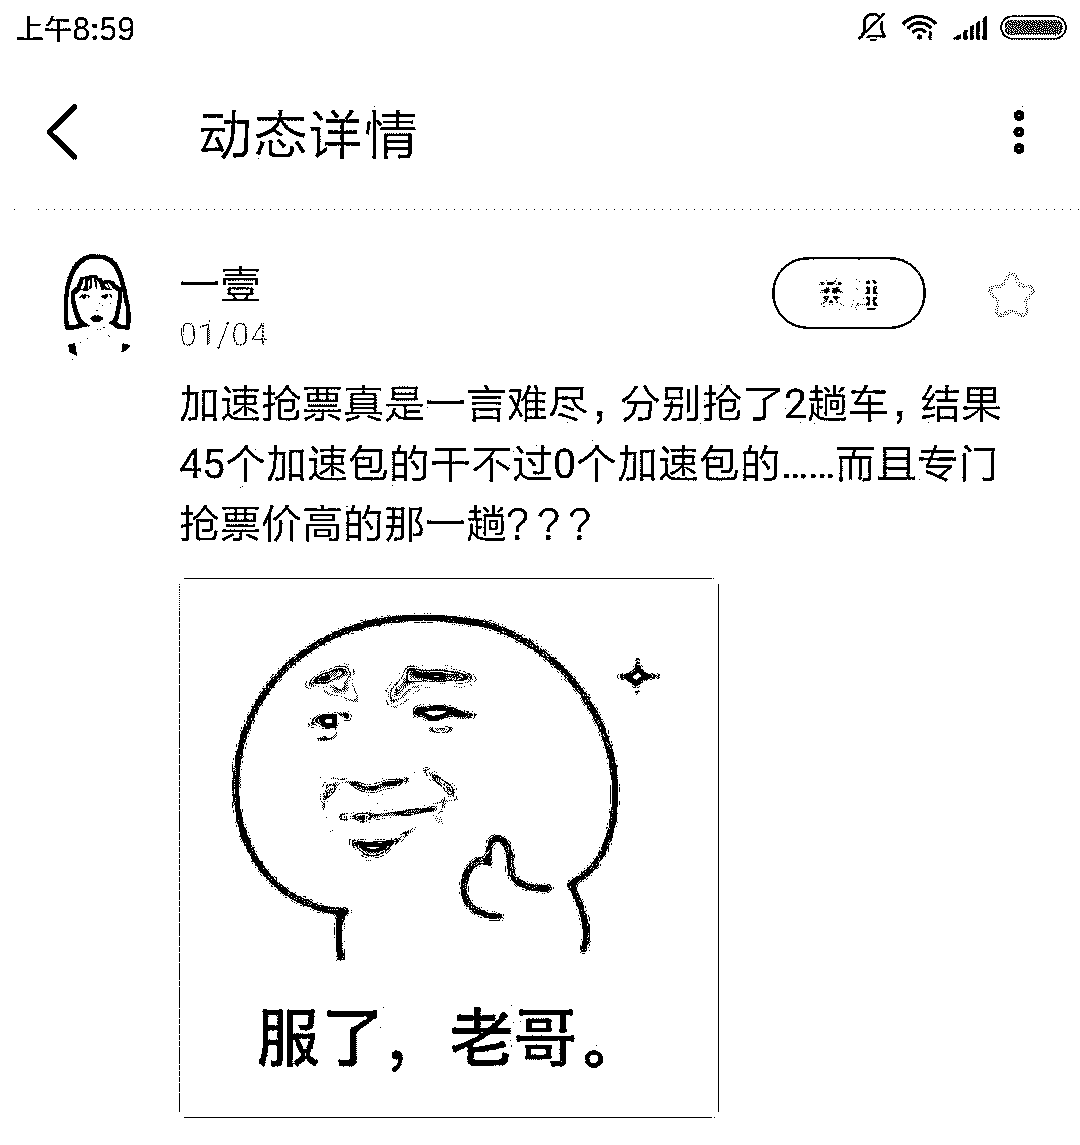 上午8:59
动态详情
一壹
01/04
加速抢票真是一言难尽，分别抢了2趟车，结果
45个加速包的干不过0个加速包的……而且专门
抢票价高的那一趟？？？
服了，老哥。